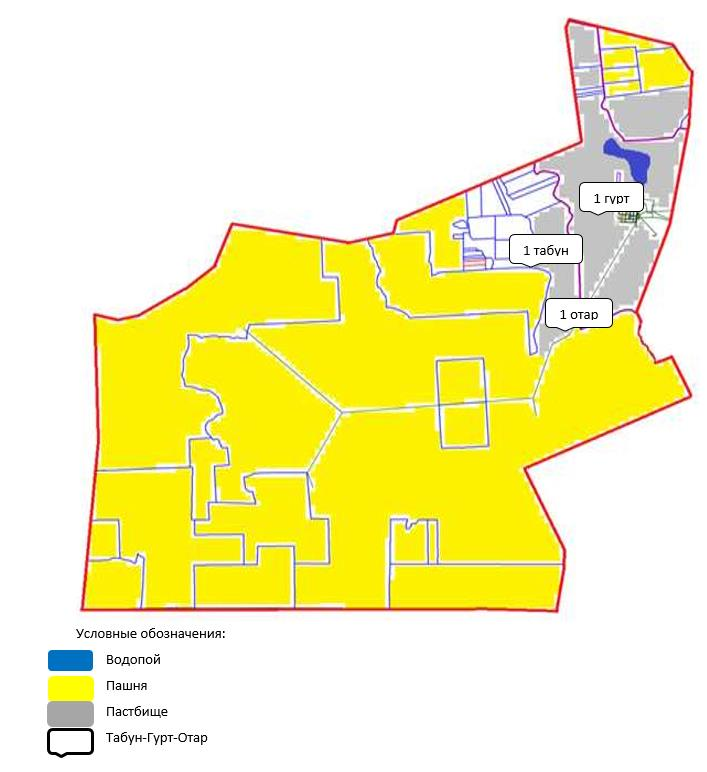 1 гурт
1 табун
1 отар
Условные обозначения:
Водопой
Пашня
Пастбище
Табун-Гурт-Отар